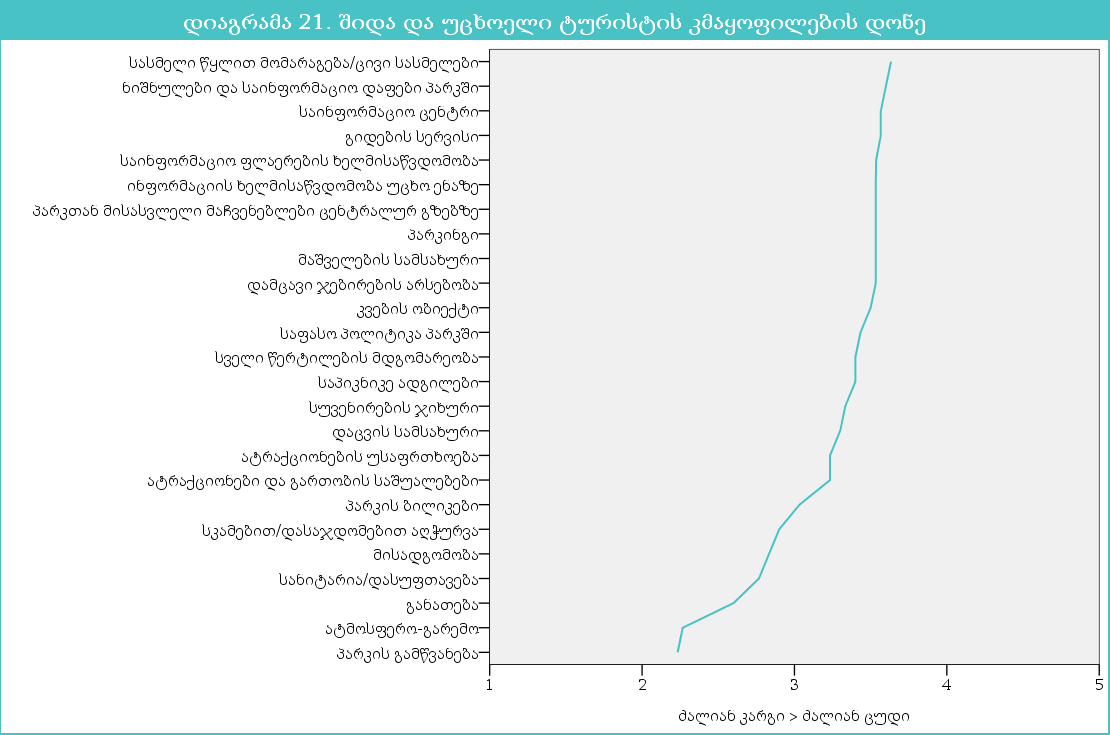 დიაგრამა 21. შიდა და უცხოელი ტურისტის კმაყოფილების დონე
სასმელი წყლით მომარაგება/ცივი სასმელები
ნიშნულები და საინფორმაციო დაფები პარკში
საინფორმაციო ცენტრი
გიდების სერვისი
საინფორმაციო ფლაერების ხელმისაწვდომობა
ინფორმაციის ხელმისაწვდომობა უცხო ენაზე
პარკთან მისასვლელი მაჩვენებლები ცენტრალურ გზებზე
პარკინგი
მაშველების სამსახური
დამცავი ჯებირების არსებობა
კვების ობიექტი
საფასო პოლიტიკა პარკში
სველი წერტილების მდგომარეობა
საპიკნიკე ადგილები
სუვენირების ჯიხური
დაცვის სამსახური
ატრაქციონების უსაფრთხოება
ატრაქციონები და გართობის საშუალებები
პარკის ბილიკები
სკამებით/დასაჯდომებით აღჭურვა
მისადგომობა
სანიტარია/დასუფთავება
განათება
ატმოსფერო-გარემო
პარკის გამწვანება
1 2 3 4 5
ძალიან კარგი > ძალიან ცუდი